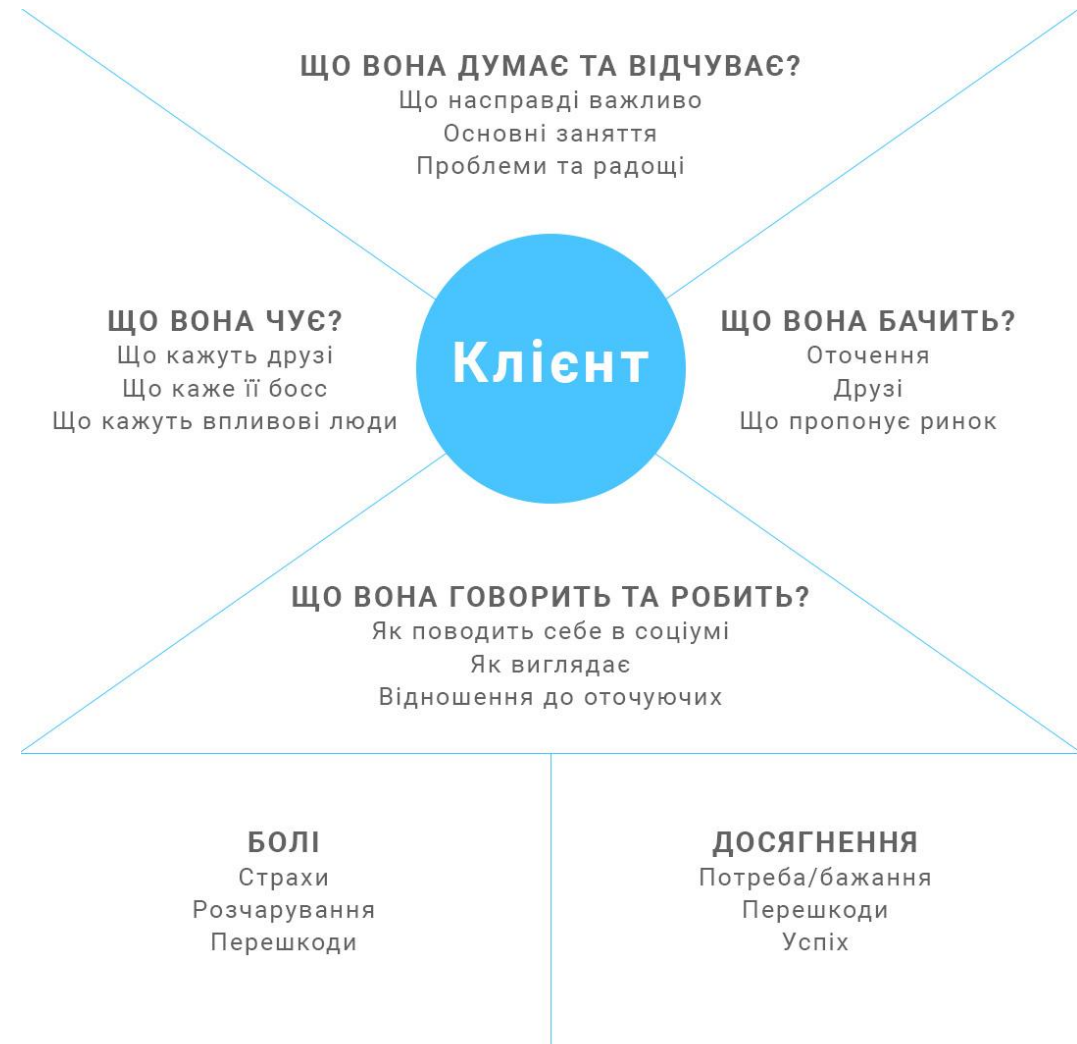 ЩО ВОНА ДУМАЄ ТА ВІДЧУВАЄ?
Що насправді важливо
Основні заняття
Проблеми та радощі
ЩО ВОНА ЧУЄ?
Що кажуть друзі
Що каже її босс
Що кажуть впливові люди
Клієнт
ЩО ВОНА БАЧИТЬ?
Оточення
Друзі
Що пропонує ринок
ЩО ВОНА ГОВОРИТЬ ТА РОБИТЬ?
Як поводить себе в соціумі
Як виглядає
Відношення до оточуючих
БОЛІ
Страхи
Розчарування
Перешкоди
ДОСЯГНЕННЯ
Потреба/бажання
Перешкоди
Успіх